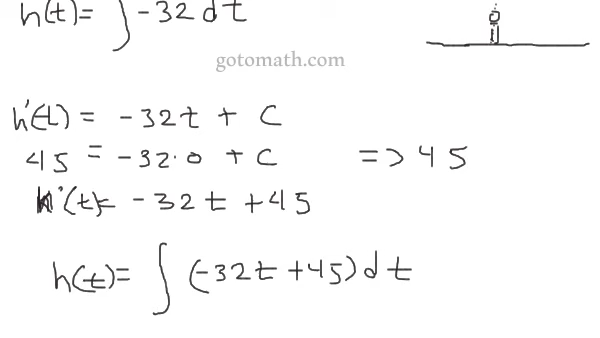 h(t) = ∫ -32 dt
gotomath.com
h'(t) = -32t + C
45 = -32·0 + C => 45
h'(t) = -32t + 45
h(t) = ∫ (-32t + 45) dt